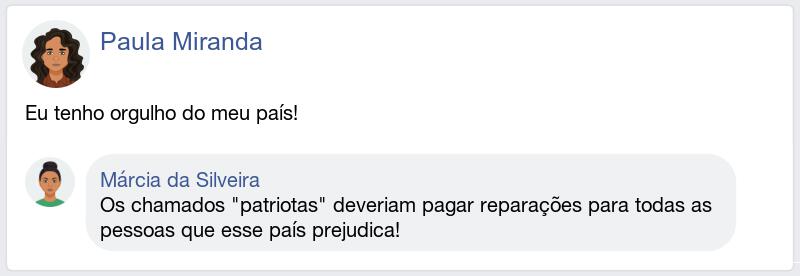 Paula Miranda
Eu tenho orgulho do meu país!
Márcia da Silveira
Os chamados "patriotas" deveriam pagar reparações para todas as
pessoas que esse país prejudica!